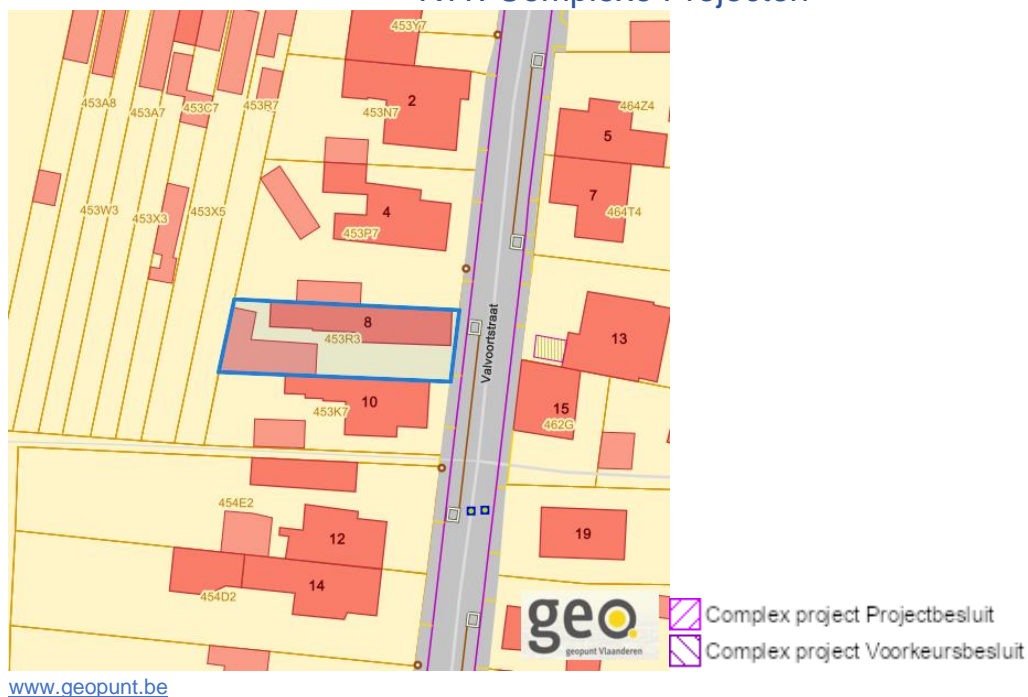 453Y7
2
453N7
464Z4
5
453A8
453A7
453C7
453R7
7
464T4
453W3
453X3
453X5
4
453P7
8
453R3
Valvoortstraat
13
10
453K7
15
462G
454E2
12
19
14
454D2
geo.
geopunt Vlaanderen
Complex project Projectbesluit
Complex project Voorkeursbesluit
www.geopunt.be